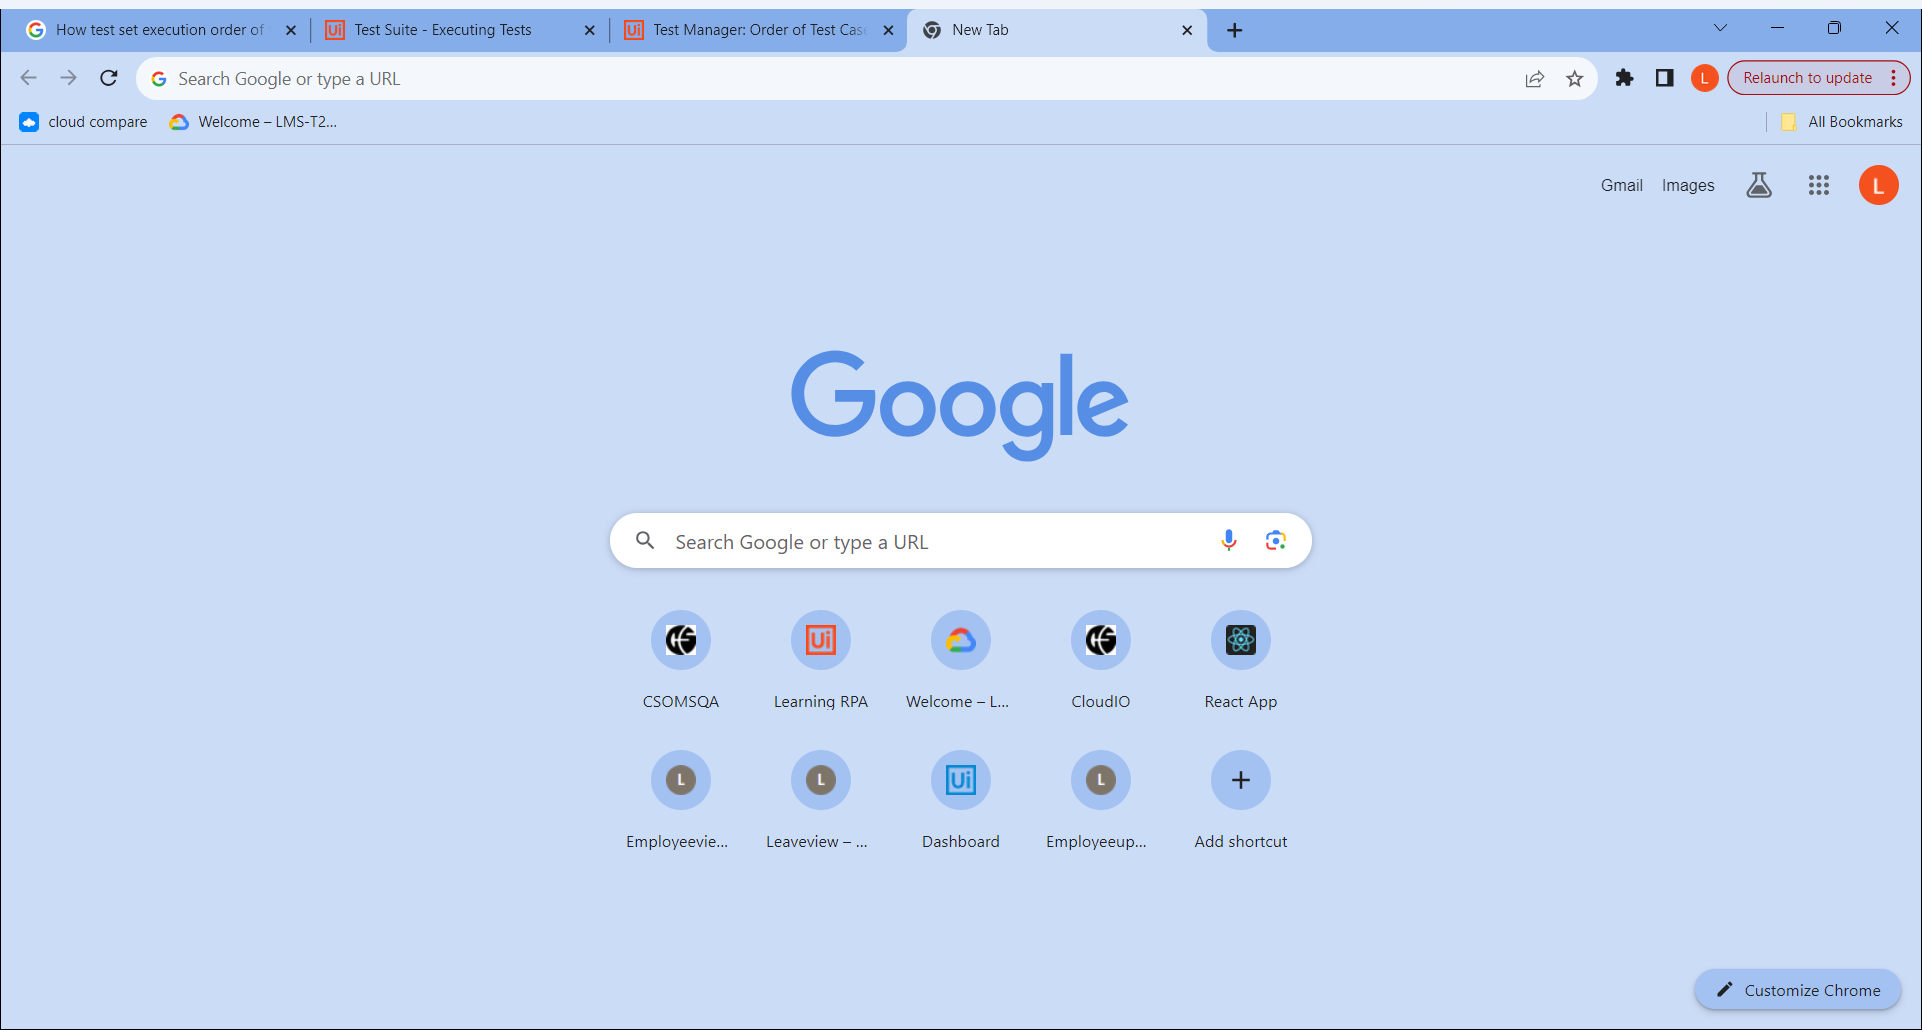 How test set execution order of
Test Suite - Executing Tests
Test Manager: Order of Test Case
New Tab
Search Google or type a URL
L
Relaunch to update
cloud compare
Welcome – LMS-T2...
All Bookmarks
Gmail
Images
L
Google
Search Google or type a URL
CSOMSQA
Ui
Learning RPA
Welcome – L...
CloudIO
React App
L
Employeevie...
L
Leaveview – ...
Ui
Dashboard
L
Employeeup...
Add shortcut
Customize Chrome